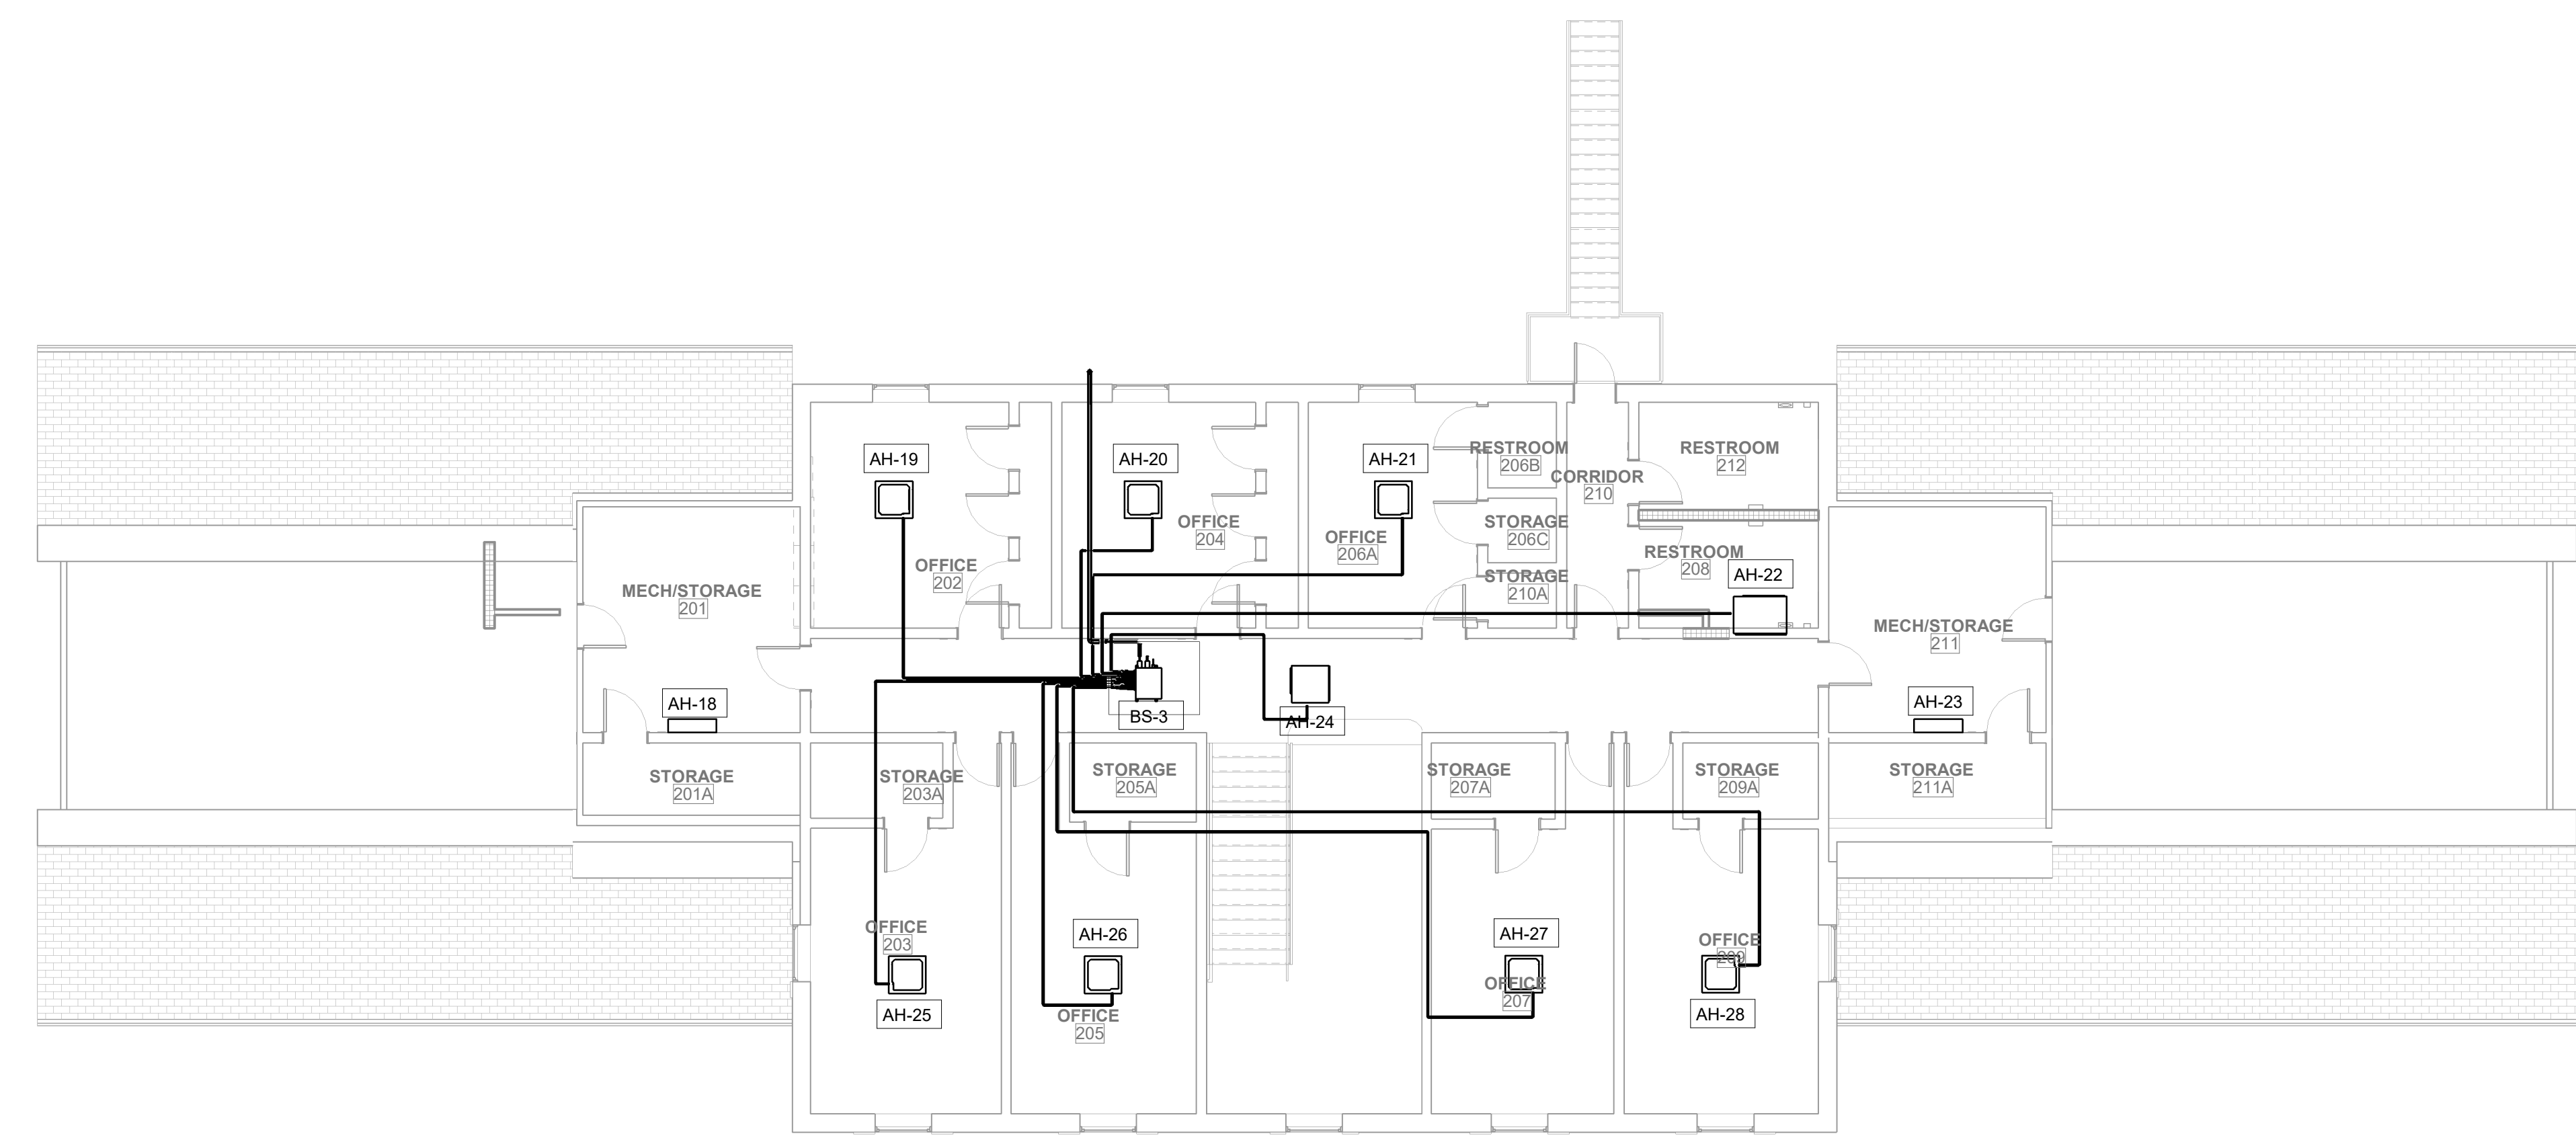 AH-19
AH-20
AH-21
RESTROOM
206B
CORRIDOR
210
RESTROOM
212
OFFICE
202
OFFICE
204
OFFICE
206A
STORAGE
206C
STORAGE
210A
RESTROOM
208
AH-22
MECH/STORAGE
201
MECH/STORAGE
211
AH-18
BS-3
AH-24
AH-23
STORAGE
201A
STORAGE
203A
STORAGE
205A
STORAGE
207A
STORAGE
209A
STORAGE
211A
OFFICE
203
AH-25
AH-26
OFFICE
205
AH-27
OFFICE
207
OFFICE
209
AH-28